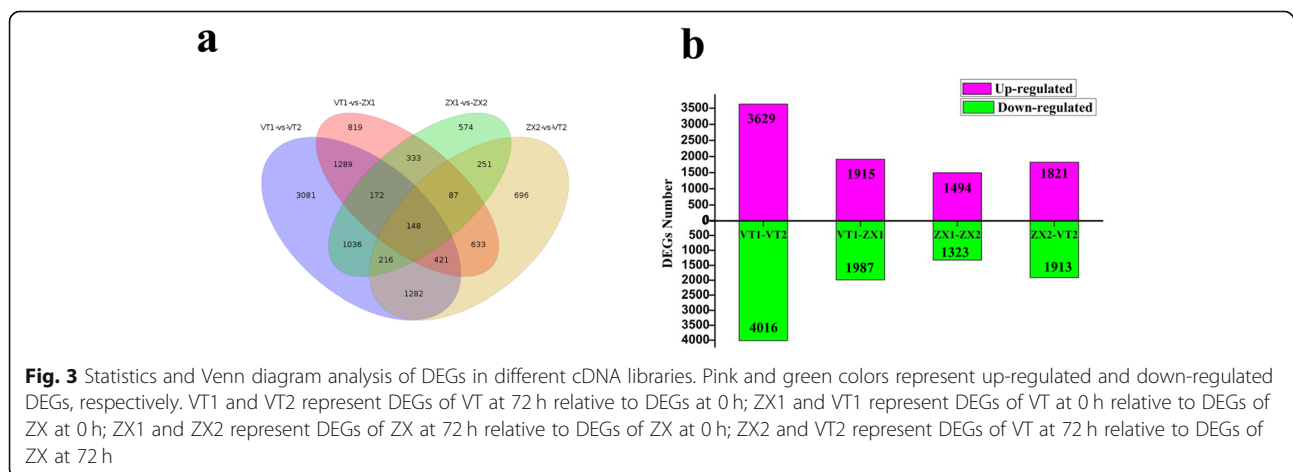 a
VT1-vs-ZX1
ZX1-vs-ZX2
VT1-vs-VT2
ZX2-vs-VT2
819
574
333
1289
251
3081
172
87
696
148
1036
633
216
421
1282
b
Up-regulated
Down-regulated
DEGs Number
3500
3000
2500
2000
1500
1000
500
0
500
1000
1500
2000
2500
3000
3500
4000
3629
1915
1494
1821
VT1-VT2
VT1-ZX1
ZX1-ZX2
ZX2-VT2
4016
1987
1323
1913
Fig. 3 Statistics and Venn diagram analysis of DEGs in different cDNA libraries. Pink and green colors represent up-regulated and down-regulated
DEGs, respectively. VT1 and VT2 represent DEGs of VT at 72 h relative to DEGs at 0 h; ZX1 and VT1 represent DEGs of VT at 0 h relative to DEGs of
ZX at 0 h; ZX1 and ZX2 represent DEGs of ZX at 72 h relative to DEGs of ZX at 0 h; ZX2 and VT2 represent DEGs of VT at 72 h relative to DEGs of
ZX at 72 h